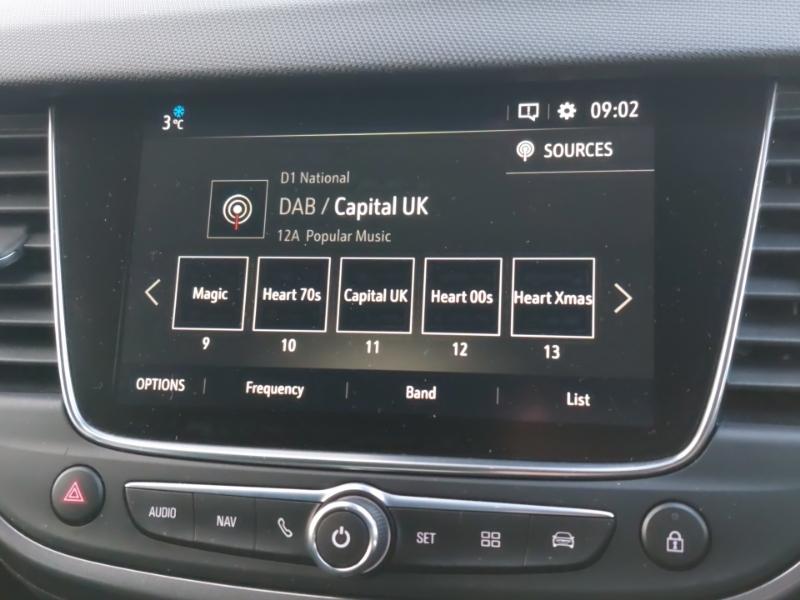 3 °C
09:02
SOURCES
D1 National
DAB / Capital UK
12A Popular Music
Magic Heart 70s Capital UK Heart 00s Heart Xmas
9 10 11 12 13
OPTIONS Frequency Band List
AUDIO NAV SET